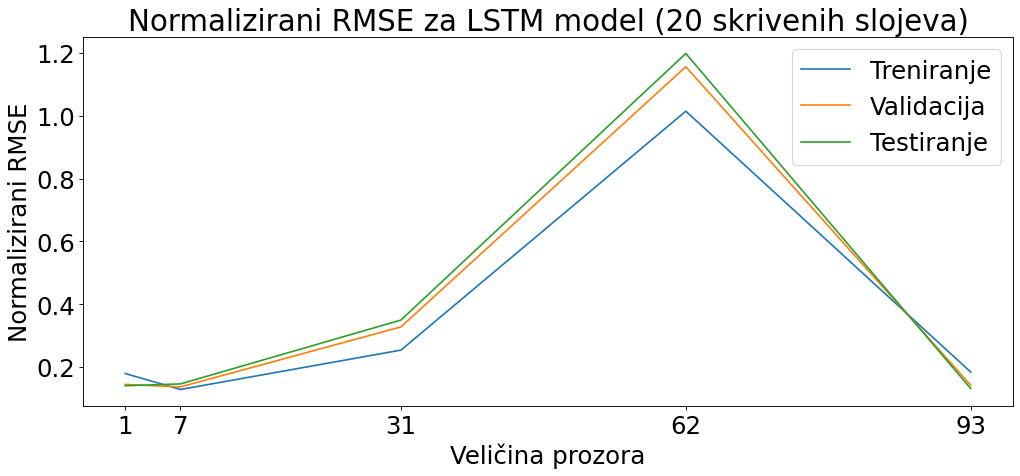 Normalizirani RMSE za LSTM model (20 skrivenih slojeva)
Normalizirani RMSE
1.2
1.0
0.8
0.6
0.4
0.2
Treniranje
Validacija
Testiranje
1 7 31 62 93
Veličina prozora